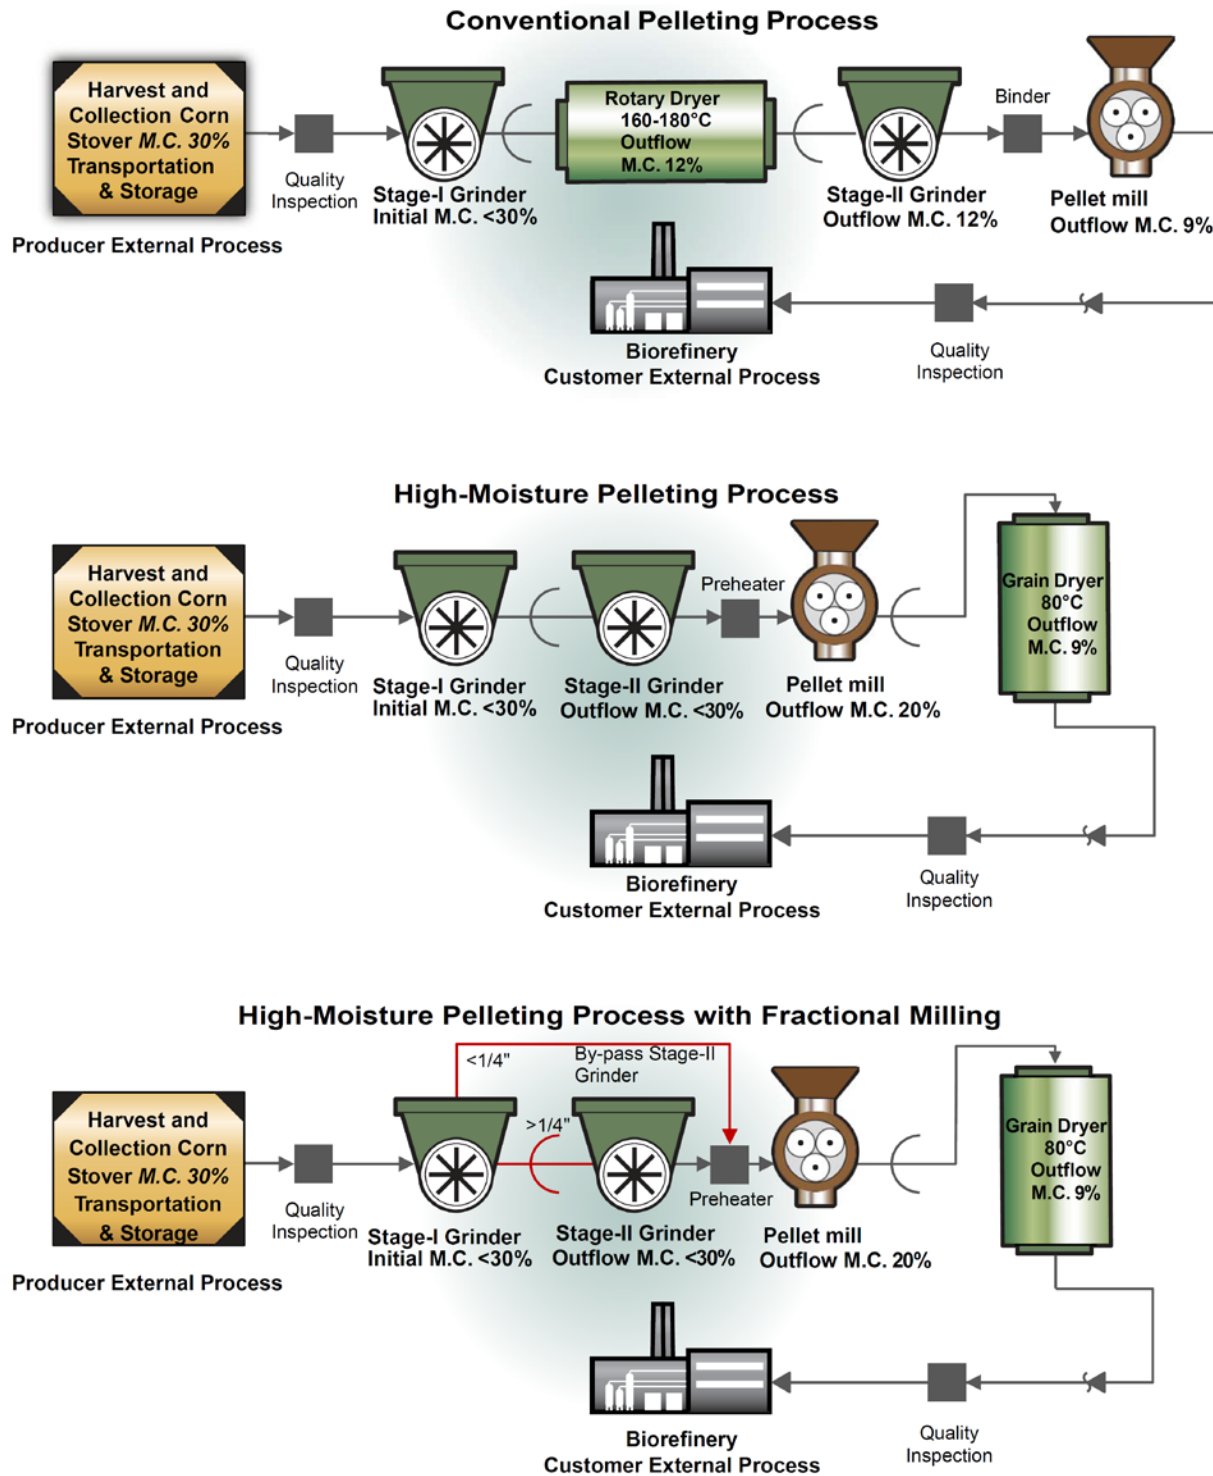 Conventional Pelleting Process
Harvest and
Collection Corn
Stover M.C. 30%
Transportation
& Storage
Producer External Process
Quality
Inspection
Stage-I Grinder
Initial M.C. <30%
Rotary Dryer
160-180°C
Outflow
M.C. 12%
Stage-II Grinder
Outflow M.C. 12%
Binder
Pellet mill
Outflow M.C. 9%
Biorefinery
Customer External Process
Quality
Inspection
High-Moisture Pelleting Process
Harvest and
Collection Corn
Stover M.C. 30%
Transportation
& Storage
Producer External Process
Quality
Inspection
Stage-I Grinder
Initial M.C. <30%
Stage-II Grinder
Outflow M.C. <30%
Preheater
Pellet mill
Outflow M.C. 20%
Grain Dryer
80°C
Outflow
M.C. 9%
Biorefinery
Customer External Process
Quality
Inspection
High-Moisture Pelleting Process with Fractional Milling
Harvest and
Collection Corn
Stover M.C. 30%
Transportation
& Storage
Producer External Process
Quality
Inspection
<1/4"
By-pass Stage-II
Grinder
>1/4"
Stage-I Grinder
Initial M.C. <30%
Stage-II Grinder
Outflow M.C. <30%
Preheater
Pellet mill
Outflow M.C. 20%
Grain Dryer
80°C
Outflow
M.C. 9%
Biorefinery
Customer External Process
Quality
Inspection